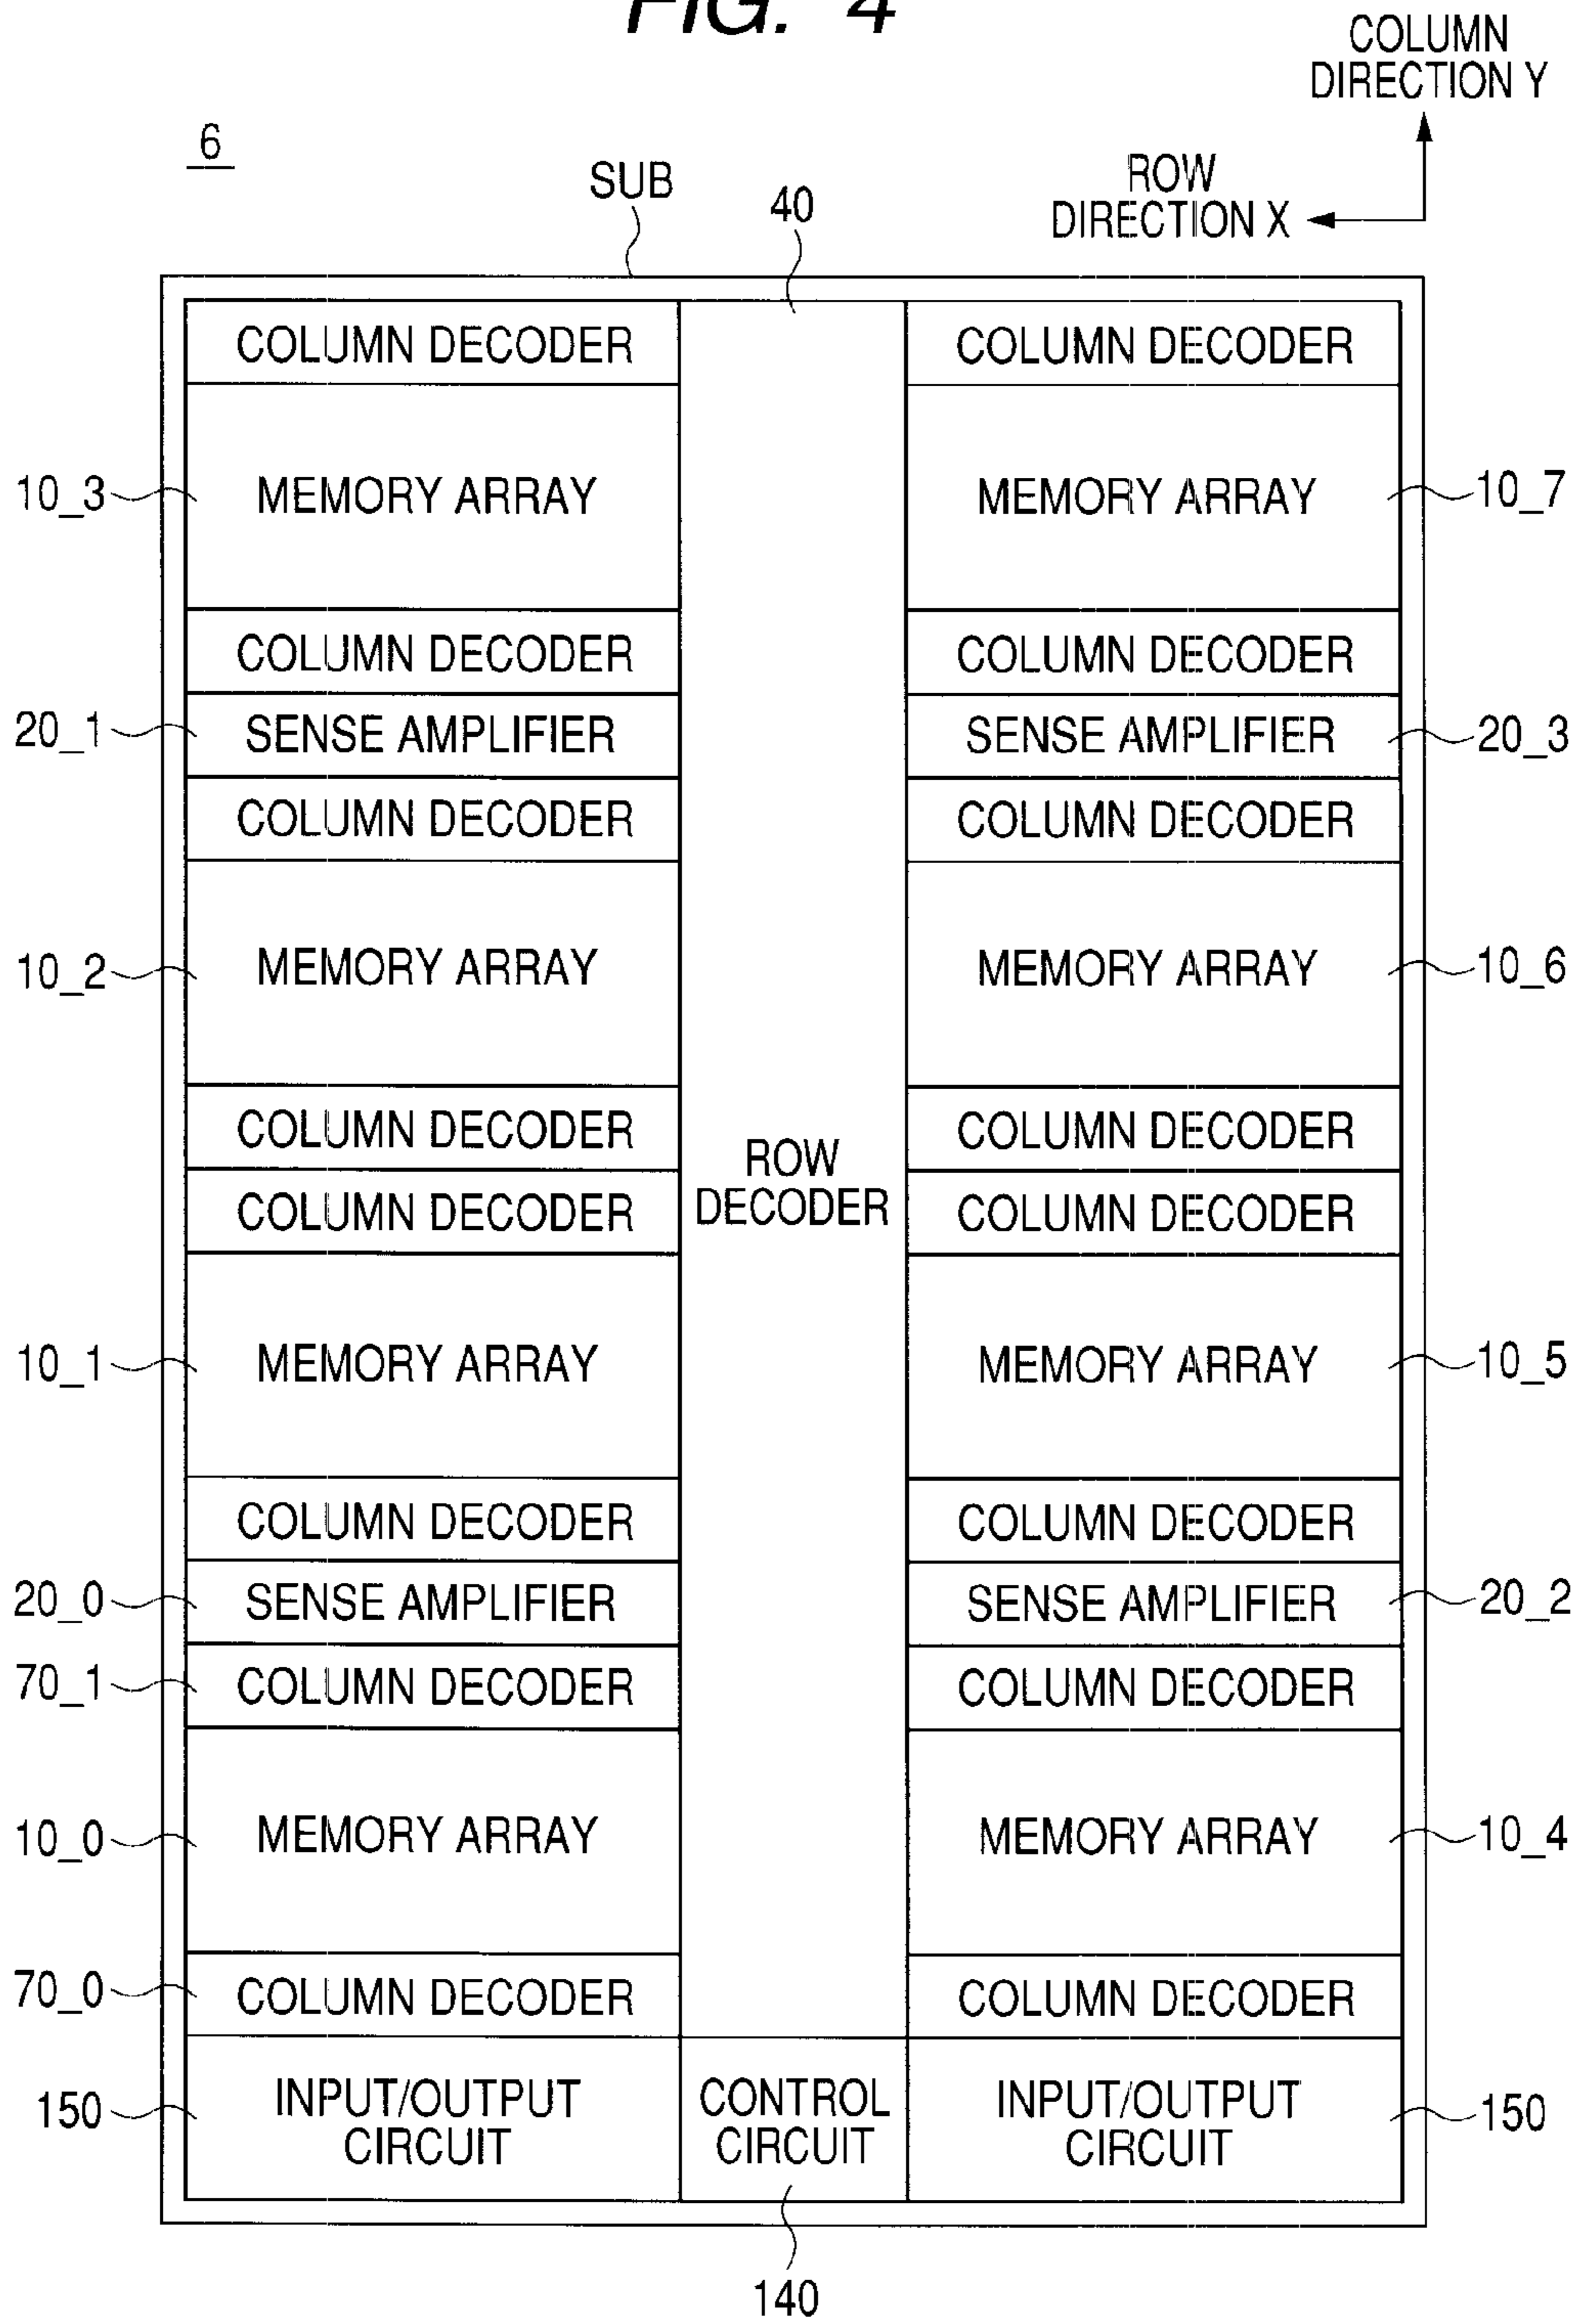 FIG. 4
COLUMN
DIRECTION Y
6
SUB
40
ROW
DIRECTION X
COLUMN DECODER
COLUMN DECODER
10_3
MEMORY ARRAY
MEMORY ARRAY
10_7
COLUMN DECODER
COLUMN DECODER
20_1
SENSE AMPLIFIER
SENSE AMPLIFIER
20_3
COLUMN DECODER
COLUMN DECODER
10_2
MEMORY ARRAY
MEMORY ARRAY
10_6
COLUMN DECODER
COLUMN DECODER
ROW
DECODER
COLUMN DECODER
COLUMN DECODER
10_1
MEMORY ARRAY
MEMORY ARRAY
10_5
COLUMN DECODER
COLUMN DECODER
20_0
SENSE AMPLIFIER
SENSE AMPLIFIER
20_2
70_1
COLUMN DECODER
COLUMN DECODER
10_0
MEMORY ARRAY
MEMORY ARRAY
10_4
70_0
COLUMN DECODER
COLUMN DECODER
150
INPUT/OUTPUT
CIRCUIT
CONTROL
CIRCUIT
INPUT/OUTPUT
CIRCUIT
150
140